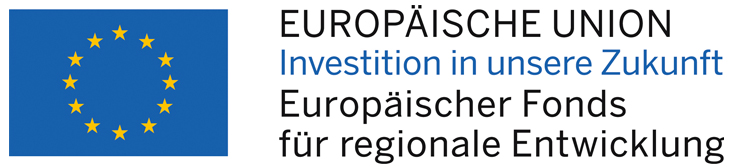 EUROPÄISCHE UNION
Investition in unsere Zukunft
Europäischer Fonds
für regionale Entwicklung